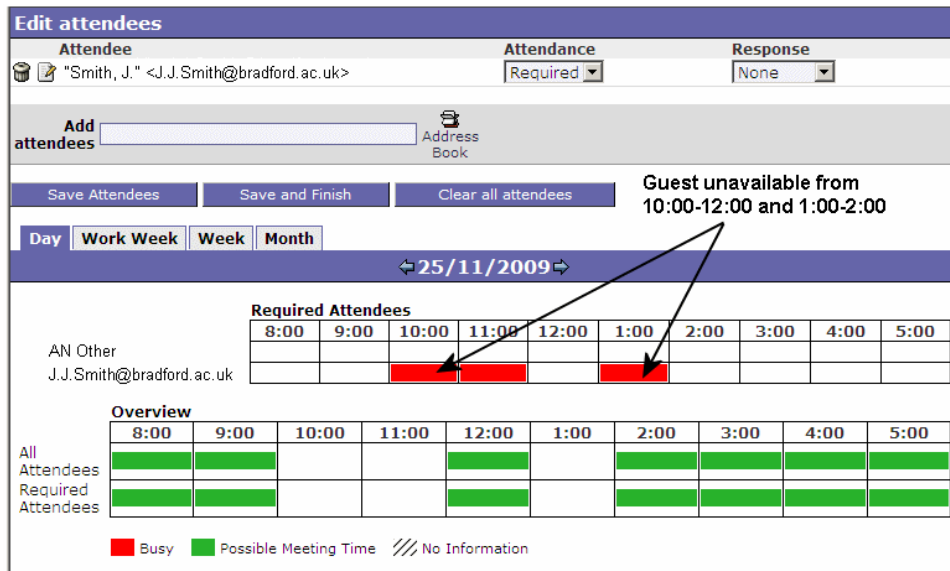 Edit attendees
Attendee Attendance Response
"Smith, J." <J.J.Smith@bradford.ac.uk> Required None
Add
attendees
Address
Book
Save Attendees Save and Finish Clear all attendees
Guest unavailable from
10:00-12:00 and 1:00-2:00
Day Work Week Week Month
25/11/2009
Required Attendees
8:00 9:00 10:00 11:00 12:00 1:00 2:00 3:00 4:00 5:00
AN Other
J.J.Smith@bradford.ac.uk
Overview
8:00 9:00 10:00 11:00 12:00 1:00 2:00 3:00 4:00 5:00
All
Attendees
Required
Attendees
Busy Possible Meeting Time No Information